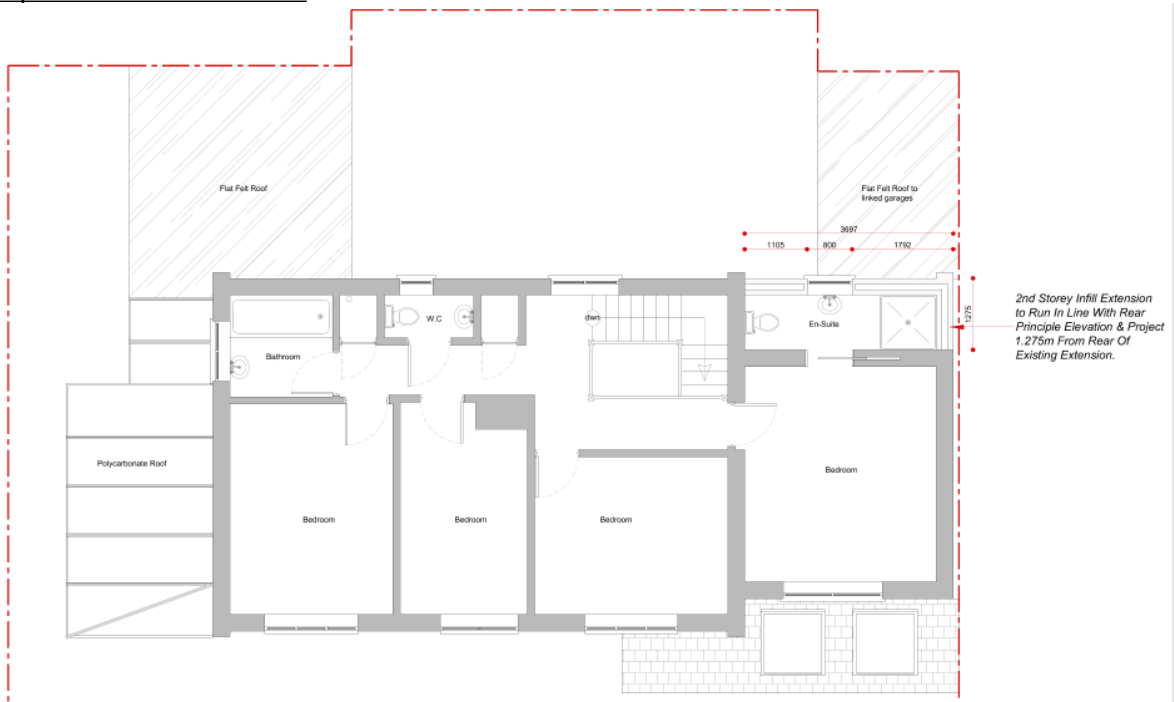 Flat Felt Roof
Flat Felt Roof to
linked garages
3697
1105
800
1792
1275
2nd Storey Infill Extension
to Run In Line With Rear
Principle Elevation & Project
1.275m From Rear Of
Existing Extension.
W.C
dwn
En-Suite
Bathroom
Polycarbonate Roof
Bedroom
Bedroom
Bedroom
Bedroom